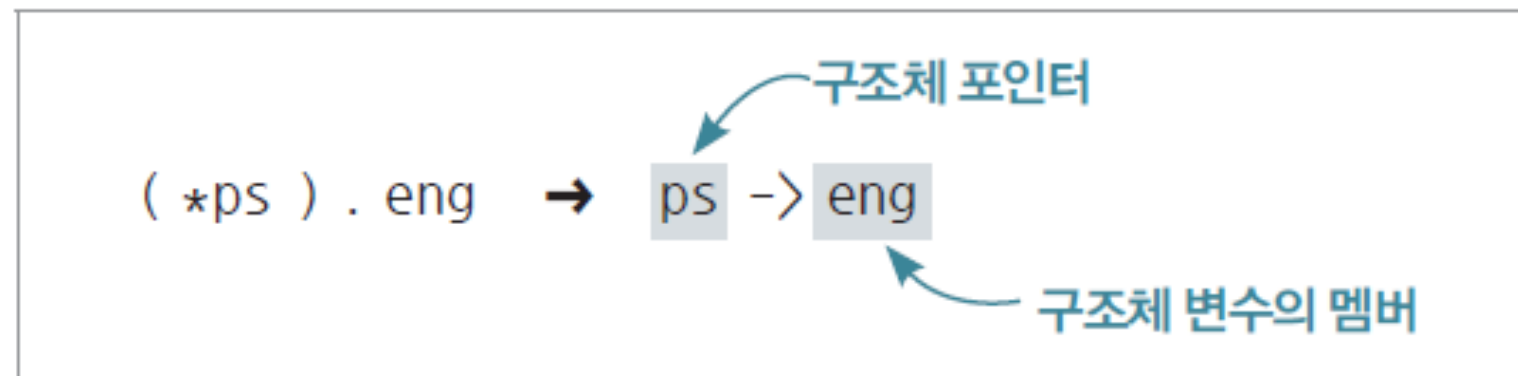 구조체 포인터
( *ps ) . eng ➔ ps -> eng
구조체 변수의 멤버